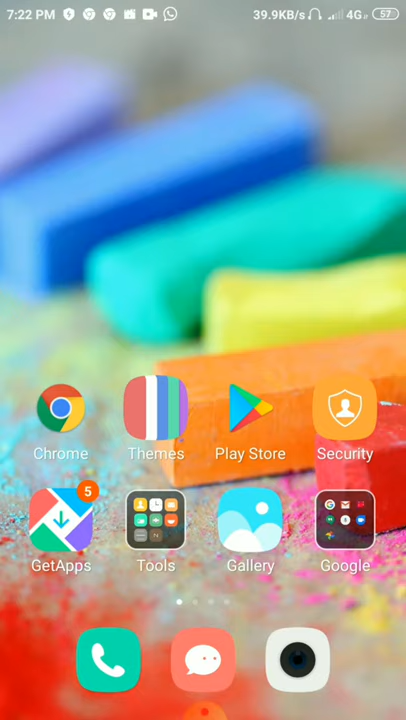 7:22 PM 39.9KB/s 4G 57
Chrome Themes Play Store Security
5
GetApps Tools Gallery Google